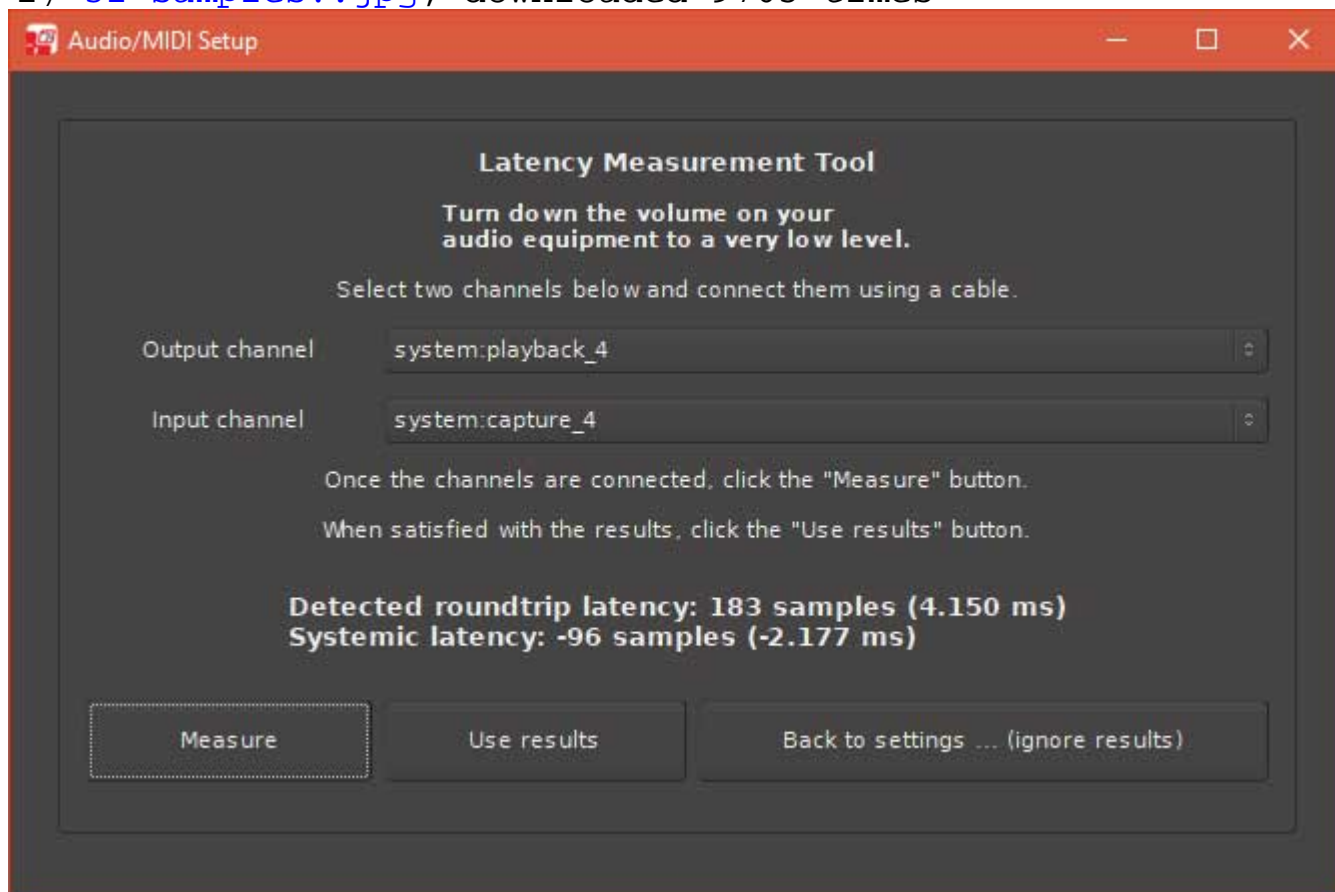 Audio/MIDI Setup
Latency Measurement Tool
Turn down the volume on your
audio equipment to a very low level.
Select two channels below and connect them using a cable.
Output channel system:playback_4
Input channel system:capture_4
Once the channels are connected, click the "Measure" button.
When satisfied with the results, click the "Use results" button.
Detected roundtrip latency: 183 samples (4.150 ms)
Systemic latency: -96 samples (-2.177 ms)
Measure Use results Back to settings ... (ignore results)